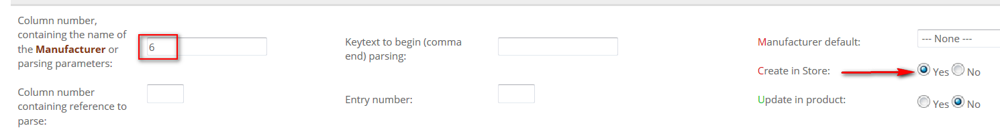 Column number,
containing the name of
the Manufacturer or
parsing parameters:
6
Keytext to begin (comma
end) parsing:
Manufacturer default:
--- None ---
Create in Store:
Yes No
Column number
containing reference to
parse:
Entry number:
Update in product:
Yes No